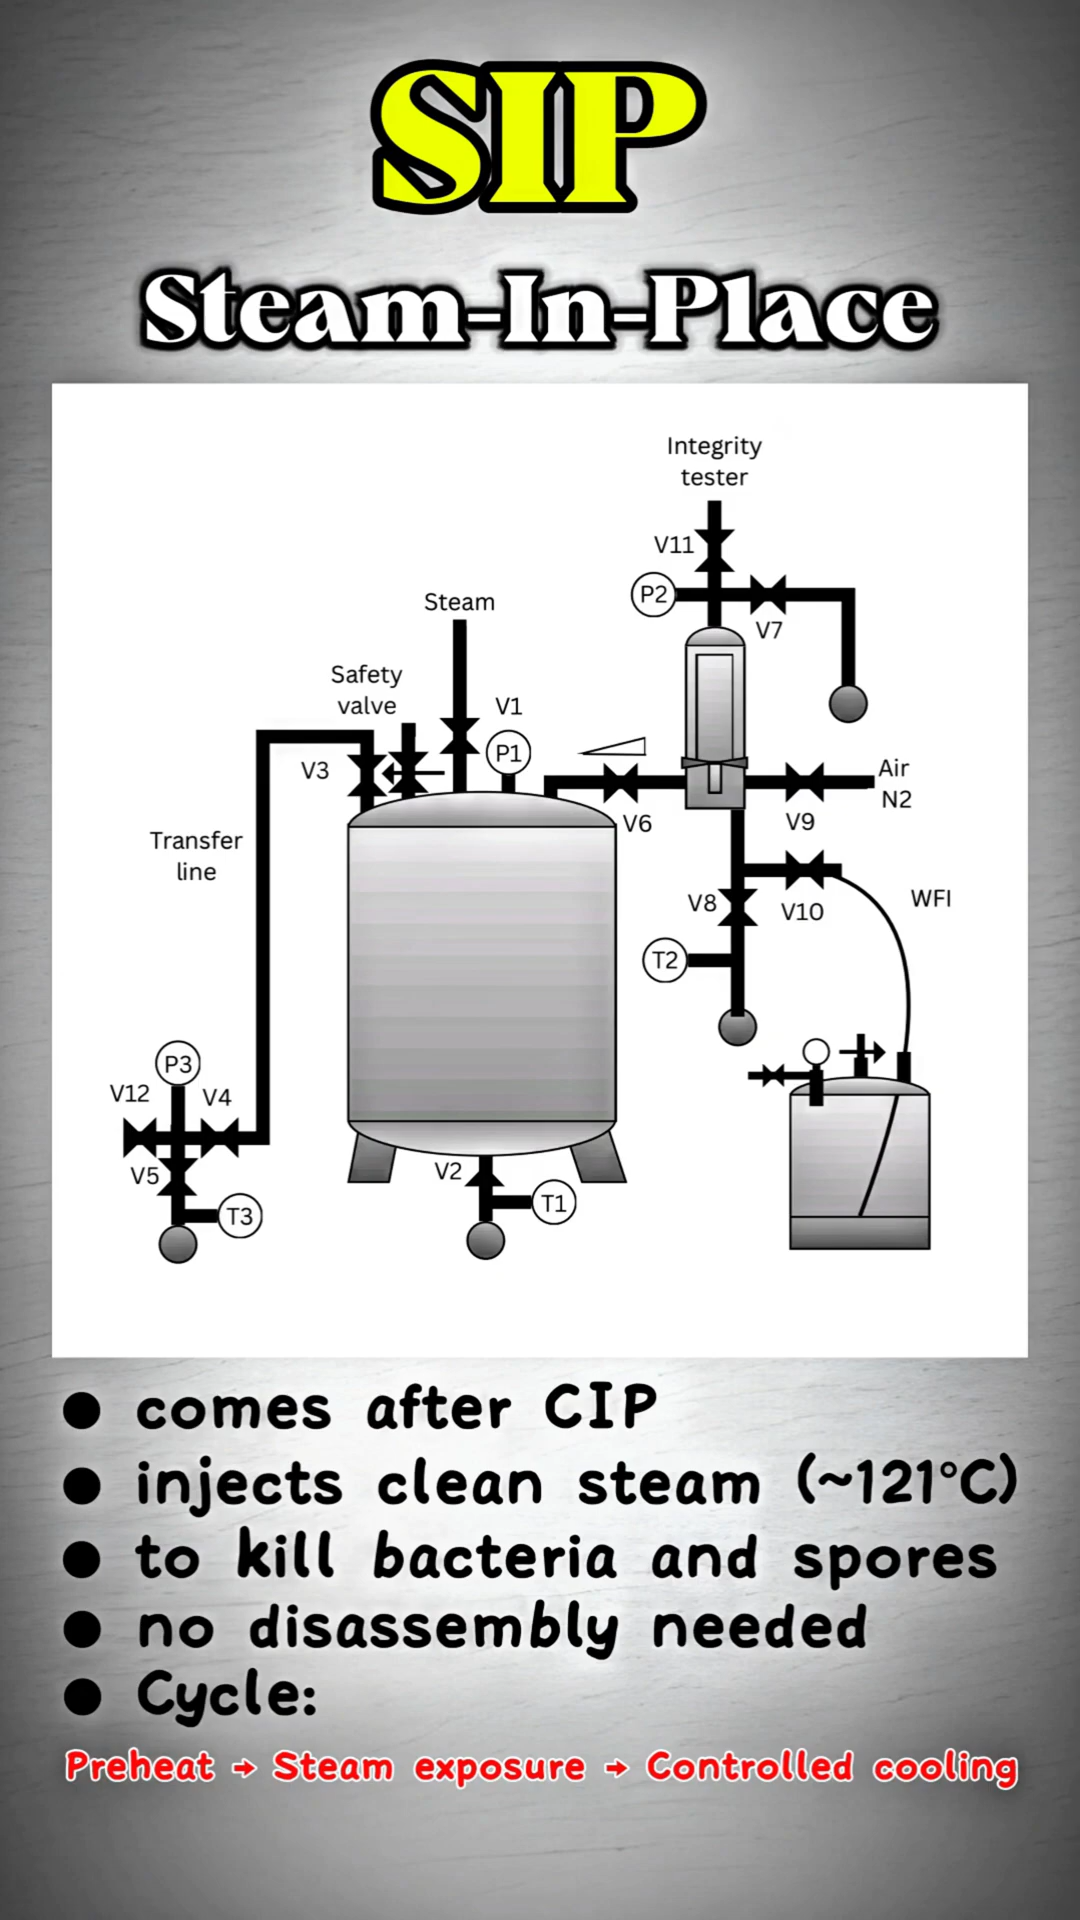 SIP
Steam-In-Place
Integrity
tester
V11
P2
V7
Steam
Safety
valve
V1
P1
V3
Air
N2
V6
V9
Transfer
line
V8
V10
WFI
T2
P3
V12
V4
V5
V2
T3
T1
● comes after CIP
● injects clean steam (~121°C)
● to kill bacteria and spores
● no disassembly needed
● Cycle:
Preheat → Steam exposure → Controlled cooling